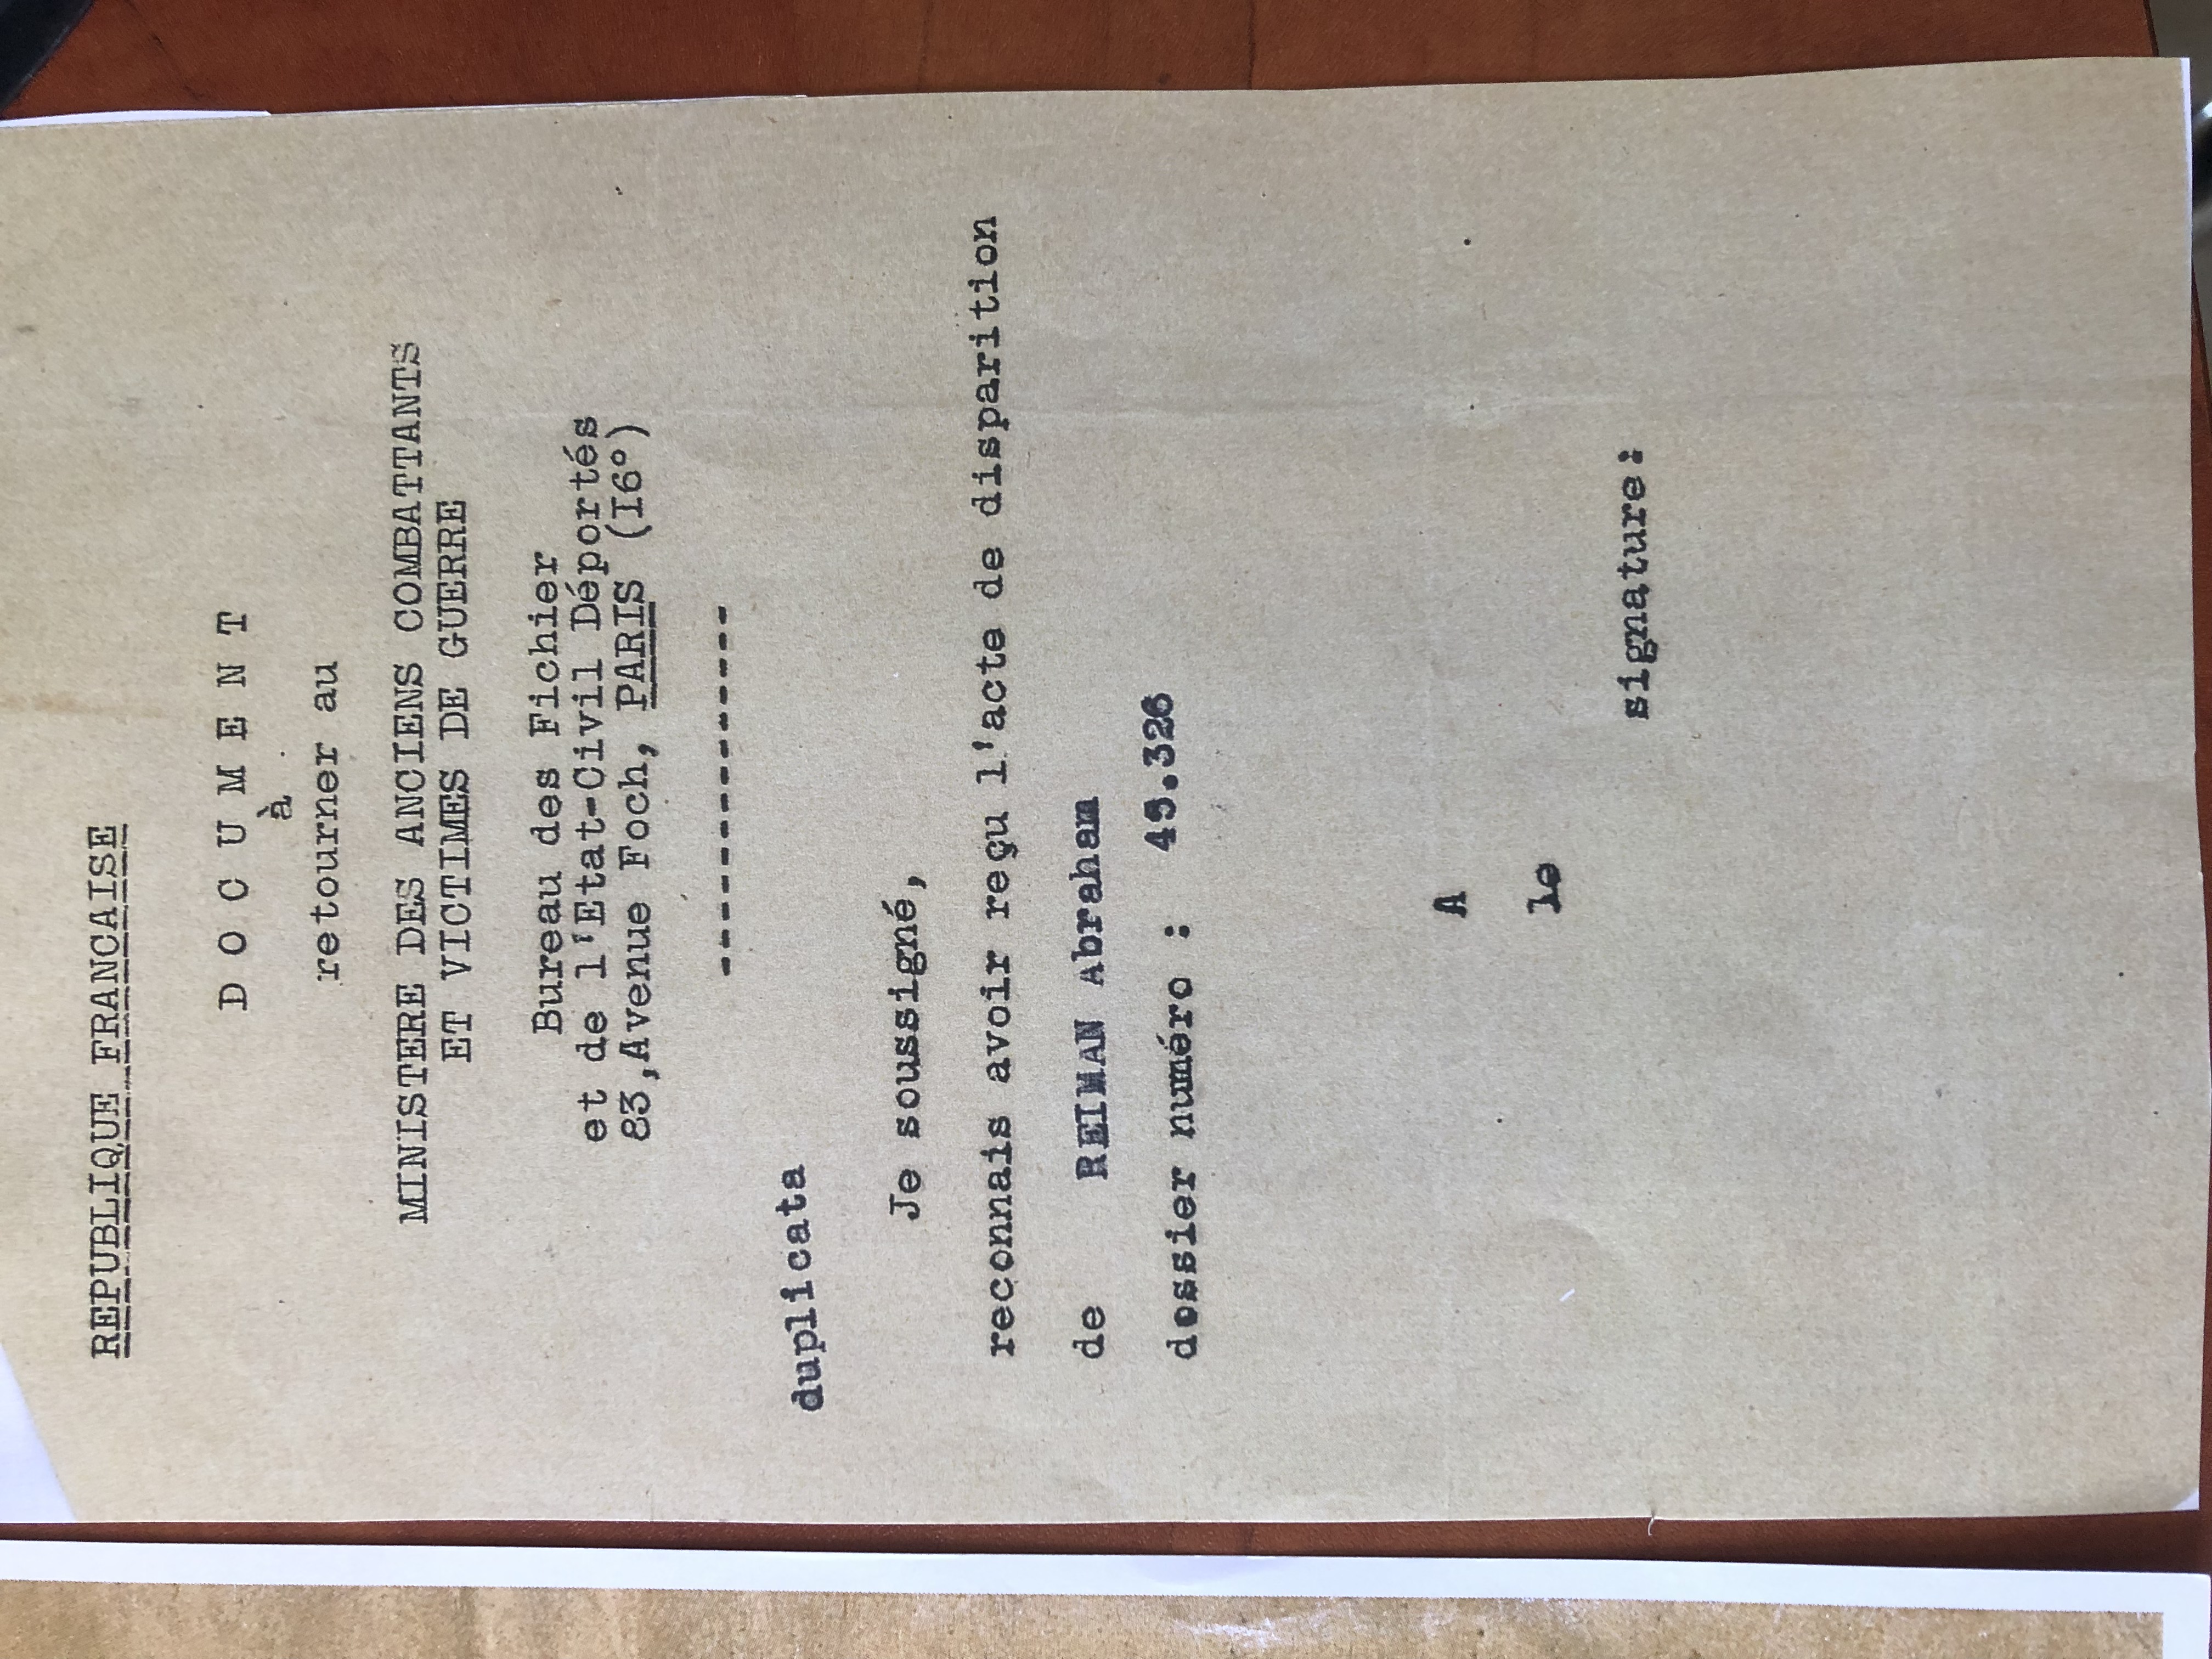 REPUBLIQUE FRANCAISE
DOCUMENT
à
retourner au
MINISTERE DES ANCIENS COMBATTANTS
ET VICTIMES DE GUERRE
Bureau des Fichier
et de l'Etat-Civil Déportés
83,Avenue Foch, PARIS (I6°)
---------------
duplicata
Je soussigné,
reconnais avoir reçu l'acte de disparition
de REIMAN Abraham
dossier numéro : 49.326
A
le
signature: